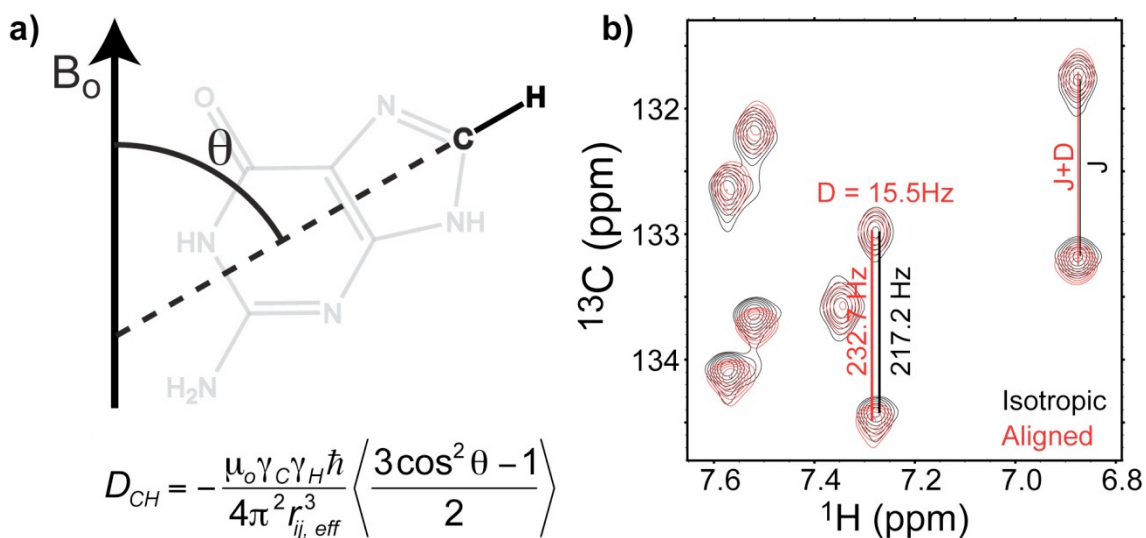 a)
B₀
θ
O
N
H
C
HN
NH
N
H₂N
D_CH = − μ₀γ_Cγ_Hℏ / 4π²r³_ij, eff ⟨ 3cos²θ − 1 / 2 ⟩
b)
13C (ppm)
132
133
134
D = 15.5Hz
232.7 Hz
217.2 Hz
J+D
J
Isotropic
Aligned
7.6
7.4
7.2
7.0
6.8
1H (ppm)